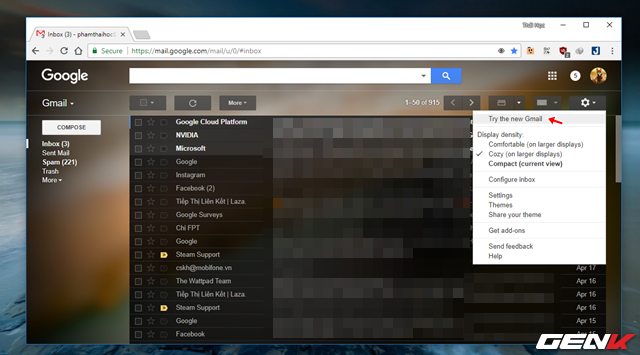 Thái Học
Inbox (3) - phamthaihoc
Secure https://mail.google.com/mail/u/0/#inbox
Google
5
Gmail
More
1–50 of 915
Try the new Gmail
COMPOSE
Display density:
Comfortable (on larger displays)
Cozy (on larger displays)
Compact (current view)
Configure inbox
Settings
Themes
Share your theme
Get add-ons
Send feedback
Help
Inbox (3)
Sent Mail
Spam (221)
Trash
More
Google Cloud Platform
NVIDIA
Microsoft
Google
Instagram
Facebook (2)
Tiếp Thị Liên Kết | Laza.
Google Surveys
Chi FPT
Google
Steam Support
cskh@mobifone.vn
Apr 17
The Wattpad Team
Apr 16
Tiếp Thị Liên Kết | Laza.
Apr 16
Steam Support
Apr 16
Google
Apr 15
Facebook
Apr 15
GENK